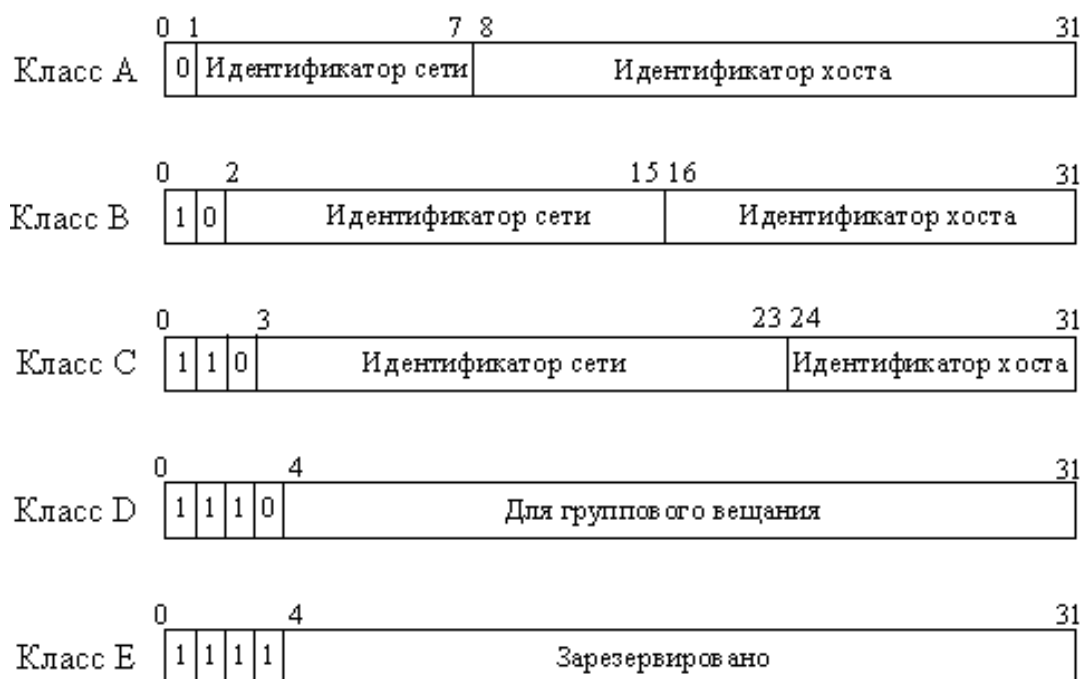 0 1 7 8 31
Класс A 0 Идентификатор сети Идентификатор хоста
0 2 15 16 31
Класс B 1 0 Идентификатор сети Идентификатор хоста
0 3 23 24 31
Класс C 1 1 0 Идентификатор сети Идентификатор хоста
0 4 31
Класс D 1 1 1 0 Для группового вещания
0 4 31
Класс E 1 1 1 1 Зарезервировано